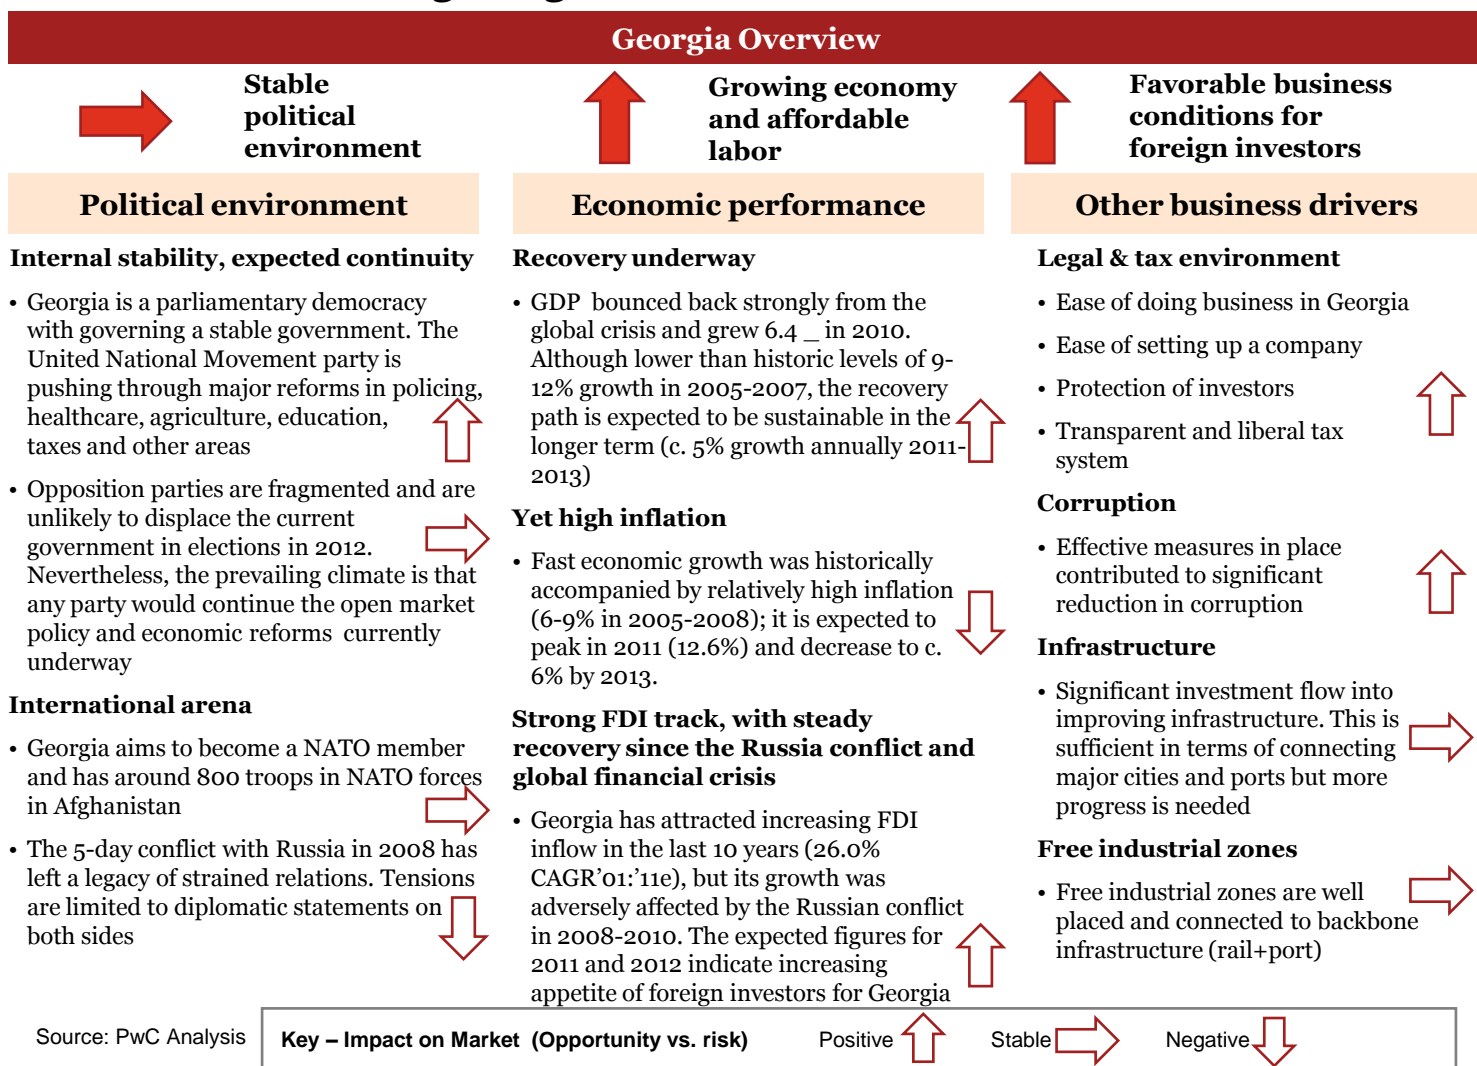 Georgia Overview
Stable
political
environment
Growing economy
and affordable
labor
Favorable business
conditions for
foreign investors
Political environment
Internal stability, expected continuity
• Georgia is a parliamentary democracy
with governing a stable government. The
United National Movement party is
pushing through major reforms in policing,
healthcare, agriculture, education,
taxes and other areas
• Opposition parties are fragmented and are
unlikely to displace the current
government in elections in 2012.
Nevertheless, the prevailing climate is that
any party would continue the open market
policy and economic reforms currently
underway
International arena
• Georgia aims to become a NATO member
and has around 800 troops in NATO forces
in Afghanistan
• The 5-day conflict with Russia in 2008 has
left a legacy of strained relations. Tensions
are limited to diplomatic statements on
both sides
Economic performance
Recovery underway
• GDP bounced back strongly from the
global crisis and grew 6.4 _ in 2010.
Although lower than historic levels of 9-
12% growth in 2005-2007, the recovery
path is expected to be sustainable in the
longer term (c. 5% growth annually 2011-
2013)
Yet high inflation
• Fast economic growth was historically
accompanied by relatively high inflation
(6-9% in 2005-2008); it is expected to
peak in 2011 (12.6%) and decrease to c.
6% by 2013.
Strong FDI track, with steady
recovery since the Russia conflict and
global financial crisis
• Georgia has attracted increasing FDI
inflow in the last 10 years (26.0%
CAGR'01:'11e), but its growth was
adversely affected by the Russian conflict
in 2008-2010. The expected figures for
2011 and 2012 indicate increasing
appetite of foreign investors for Georgia
Other business drivers
Legal & tax environment
• Ease of doing business in Georgia
• Ease of setting up a company
• Protection of investors
• Transparent and liberal tax
system
Corruption
• Effective measures in place
contributed to significant
reduction in corruption
Infrastructure
• Significant investment flow into
improving infrastructure. This is
sufficient in terms of connecting
major cities and ports but more
progress is needed
Free industrial zones
• Free industrial zones are well
placed and connected to backbone
infrastructure (rail+port)
Source: PwC Analysis
Key – Impact on Market (Opportunity vs. risk)
Positive
Stable
Negative